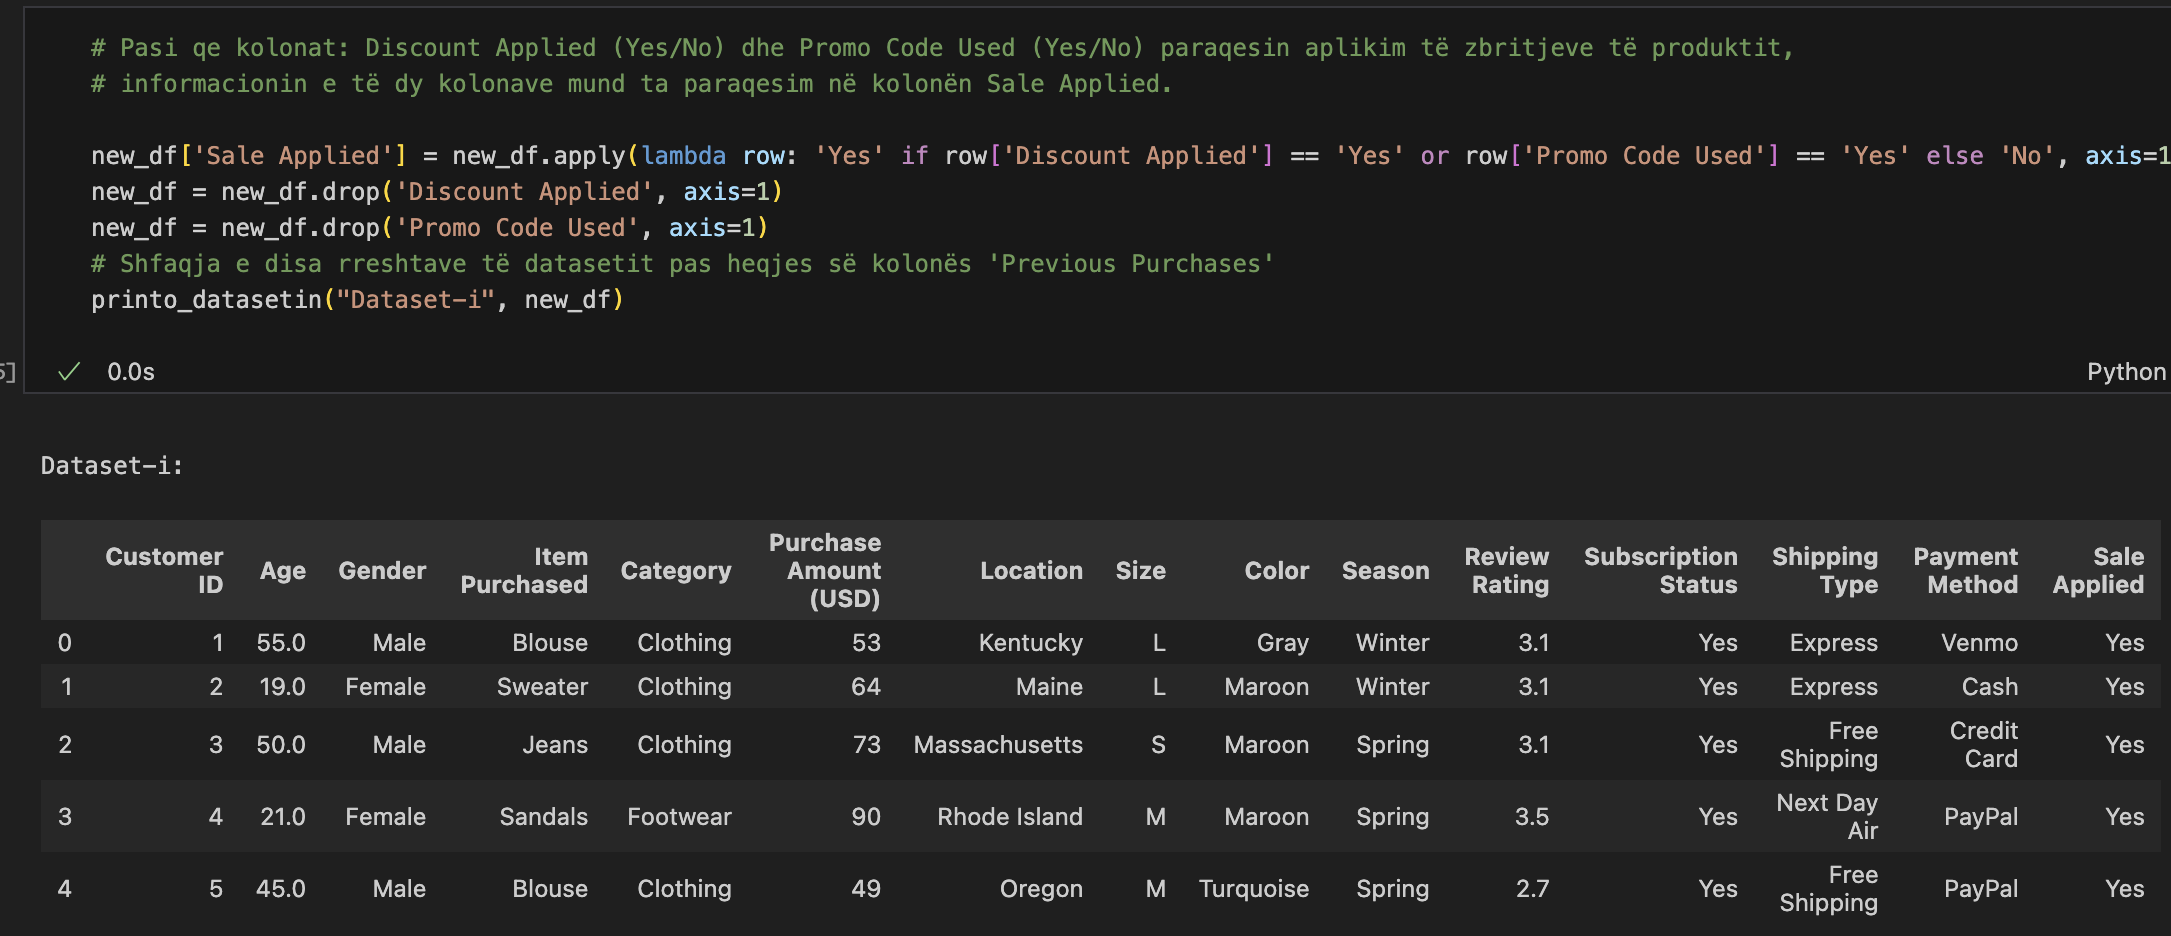 # Pasi qe kolonat: Discount Applied (Yes/No) dhe Promo Code Used (Yes/No) paraqesin aplikim të zbritjeve të produktit,
# informacionin e të dy kolonave mund ta paraqesim në kolonën Sale Applied.
new_df['Sale Applied'] = new_df.apply(lambda row: 'Yes' if row['Discount Applied'] == 'Yes' or row['Promo Code Used'] == 'Yes' else 'No', axis=1
new_df = new_df.drop('Discount Applied', axis=1)
new_df = new_df.drop('Promo Code Used', axis=1)
# Shfaqja e disa rreshtave të datasetit pas heqjes së kolonës 'Previous Purchases'
printo_datasetin("Dataset-i", new_df)
5] ✓ 0.0s Python
Dataset-i:
Customer ID Age Gender Item Purchased Category Purchase Amount (USD) Location Size Color Season Review Rating Subscription Status Shipping Type Payment Method Sale Applied
0 1 55.0 Male Blouse Clothing 53 Kentucky L Gray Winter 3.1 Yes Express Venmo Yes
1 2 19.0 Female Sweater Clothing 64 Maine L Maroon Winter 3.1 Yes Express Cash Yes
2 3 50.0 Male Jeans Clothing 73 Massachusetts S Maroon Spring 3.1 Yes Free Shipping Credit Card Yes
3 4 21.0 Female Sandals Footwear 90 Rhode Island M Maroon Spring 3.5 Yes Next Day Air PayPal Yes
4 5 45.0 Male Blouse Clothing 49 Oregon M Turquoise Spring 2.7 Yes Free Shipping PayPal Yes